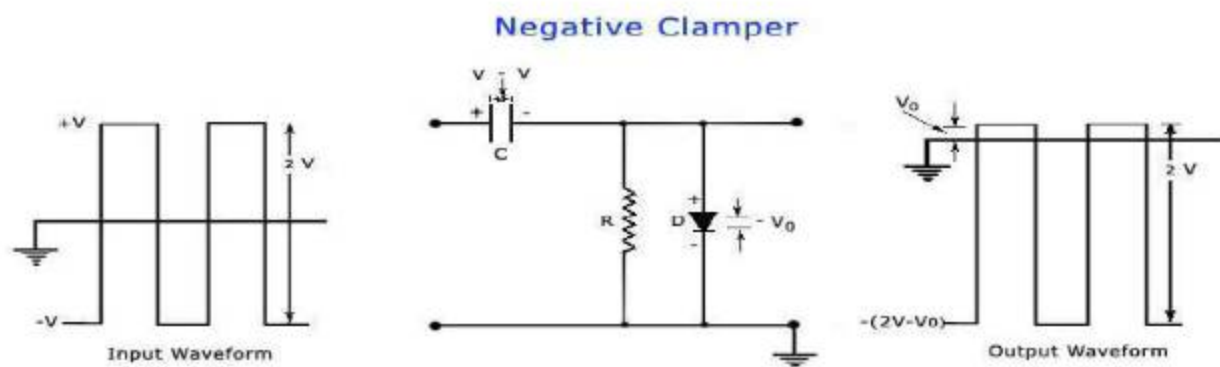 Negative Clamper
V - V
+ -
C
+V
2 V
-V
Input Waveform
R
D
+
-
- V₀
V₀
2 V
-(2V-V₀)
Output Waveform